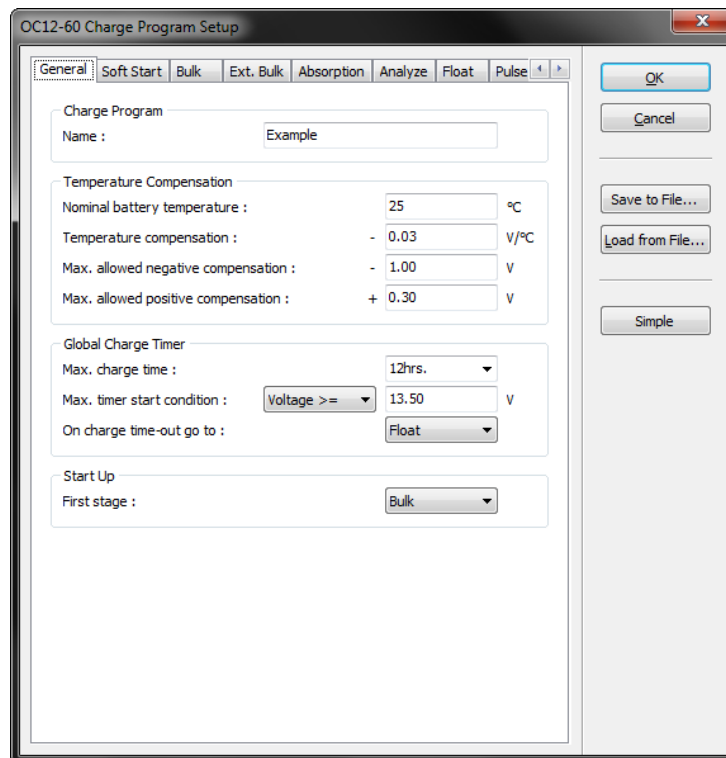 OC12-60 Charge Program Setup
General Soft Start Bulk Ext. Bulk Absorption Analyze Float Pulse
Charge Program
Name : Example
Temperature Compensation
Nominal battery temperature : 25 ºC
Temperature compensation : - 0.03 V/ºC
Max. allowed negative compensation : - 1.00 V
Max. allowed positive compensation : + 0.30 V
Global Charge Timer
Max. charge time : 12hrs.
Max. timer start condition : Voltage >= 13.50 V
On charge time-out go to : Float
Start Up
First stage : Bulk
OK
Cancel
Save to File...
Load from File...
Simple